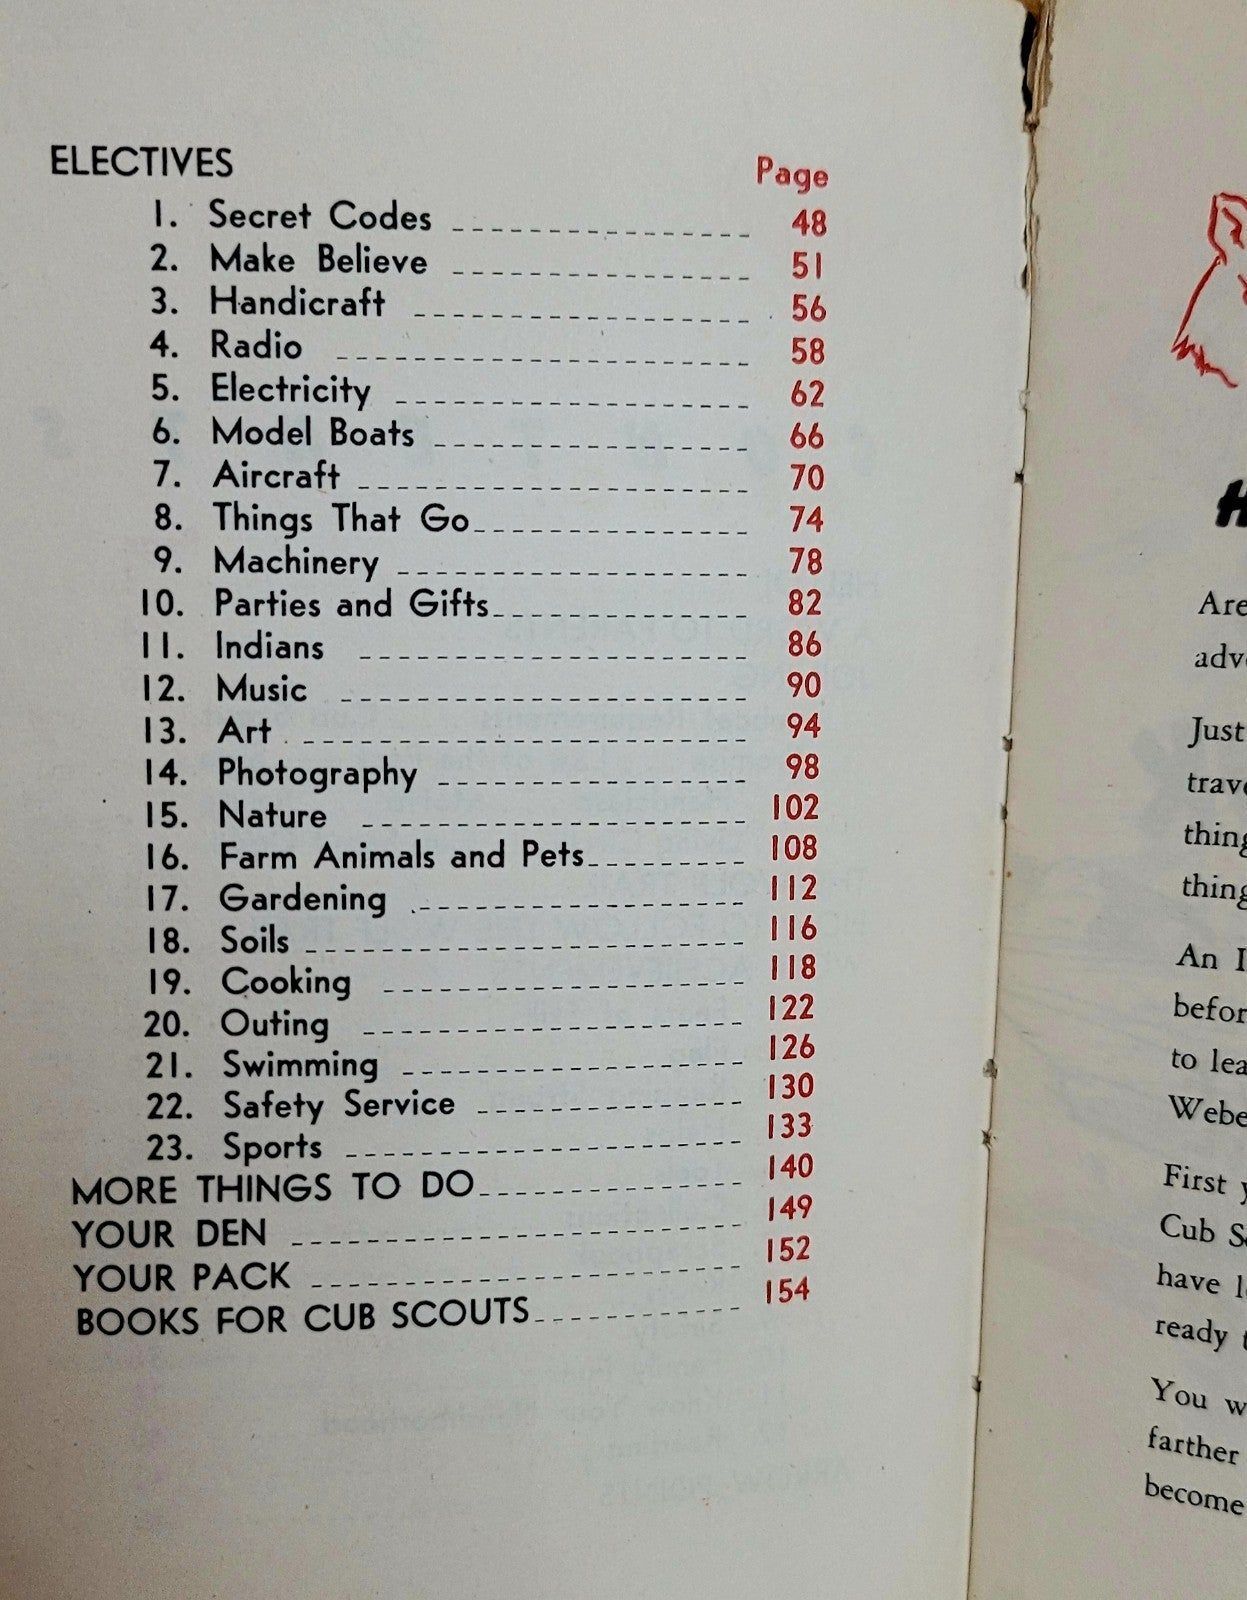 ELECTIVES Page
1. Secret Codes 48
2. Make Believe 51
3. Handicraft 56
4. Radio 58
5. Electricity 62
6. Model Boats 66
7. Aircraft 70
8. Things That Go 74
9. Machinery 78
10. Parties and Gifts 82
11. Indians 86
12. Music 90
13. Art 94
14. Photography 98
15. Nature 102
16. Farm Animals and Pets 108
17. Gardening 112
18. Soils 116
19. Cooking 118
20. Outing 122
21. Swimming 126
22. Safety Service 130
23. Sports 133
MORE THINGS TO DO 140
YOUR DEN 149
YOUR PACK 152
BOOKS FOR CUB SCOUTS 154
H
Are
adv
Just
trav
thing
thing
An I
befor
to lea
Webe
First y
Cub S
have l
ready t
You w
farther
become